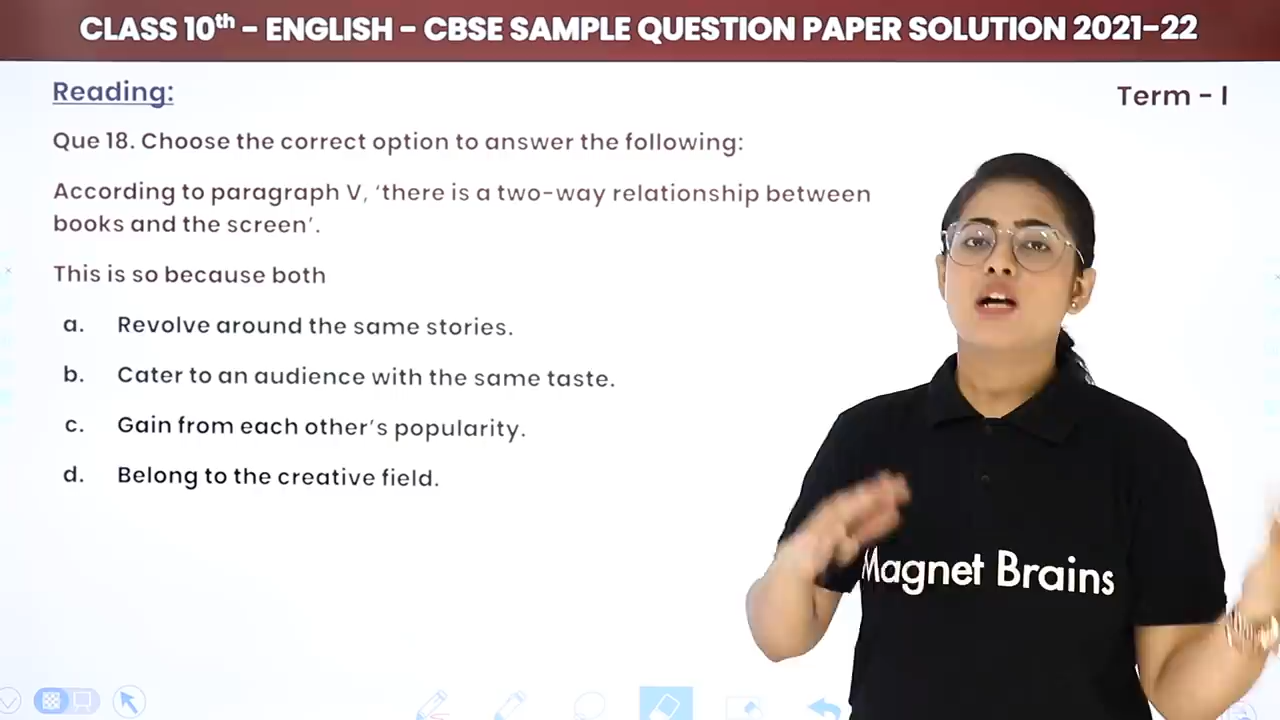 CLASS 10th - ENGLISH - CBSE SAMPLE QUESTION PAPER SOLUTION 2021-22
Reading:
Term - I
Que 18. Choose the correct option to answer the following:
According to paragraph V, ‘there is a two-way relationship between
books and the screen’.
This is so because both
a. Revolve around the same stories.
b. Cater to an audience with the same taste.
c. Gain from each other’s popularity.
d. Belong to the creative field.
Magnet Brains